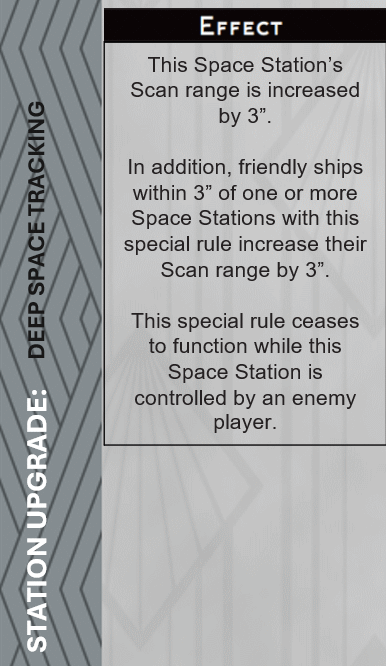 EFFECT
This Space Station’s
Scan range is increased
by 3”.
In addition, friendly ships
within 3” of one or more
Space Stations with this
special rule increase their
Scan range by 3”.
This special rule ceases
to function while this
Space Station is
controlled by an enemy
player.
STATION UPGRADE: DEEP SPACE TRACKING